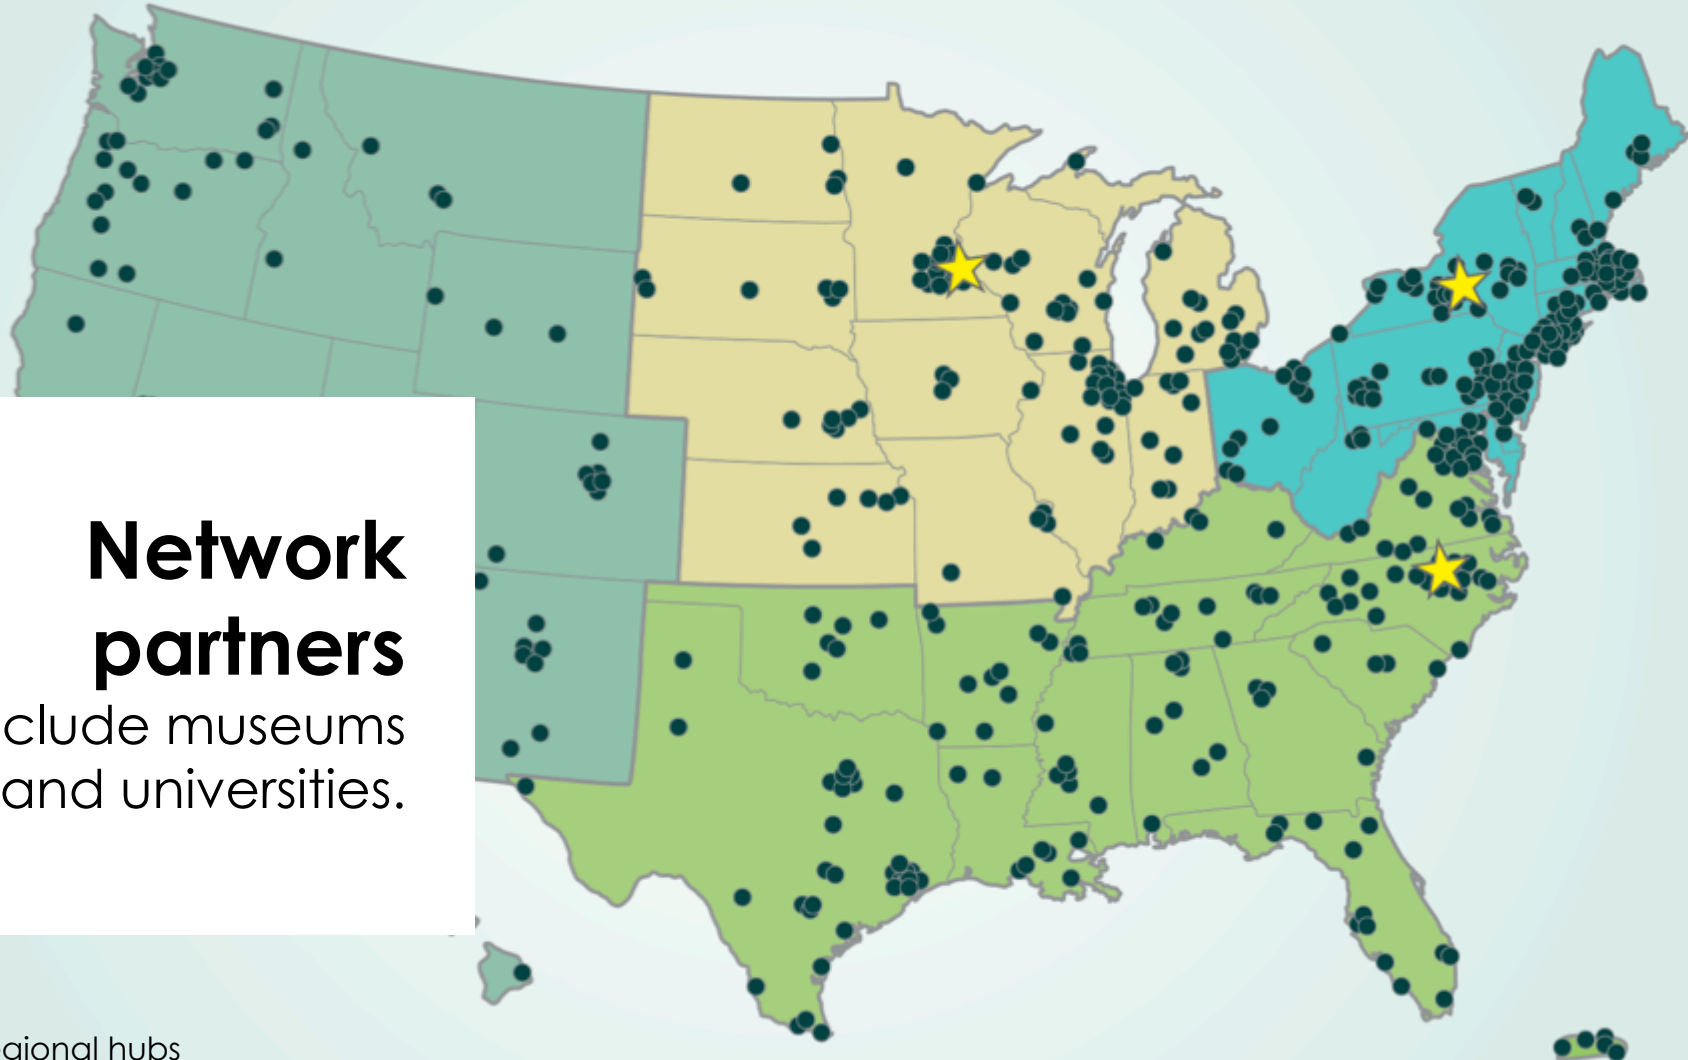 Network
partners
clude museums
and universities.
gional hubs